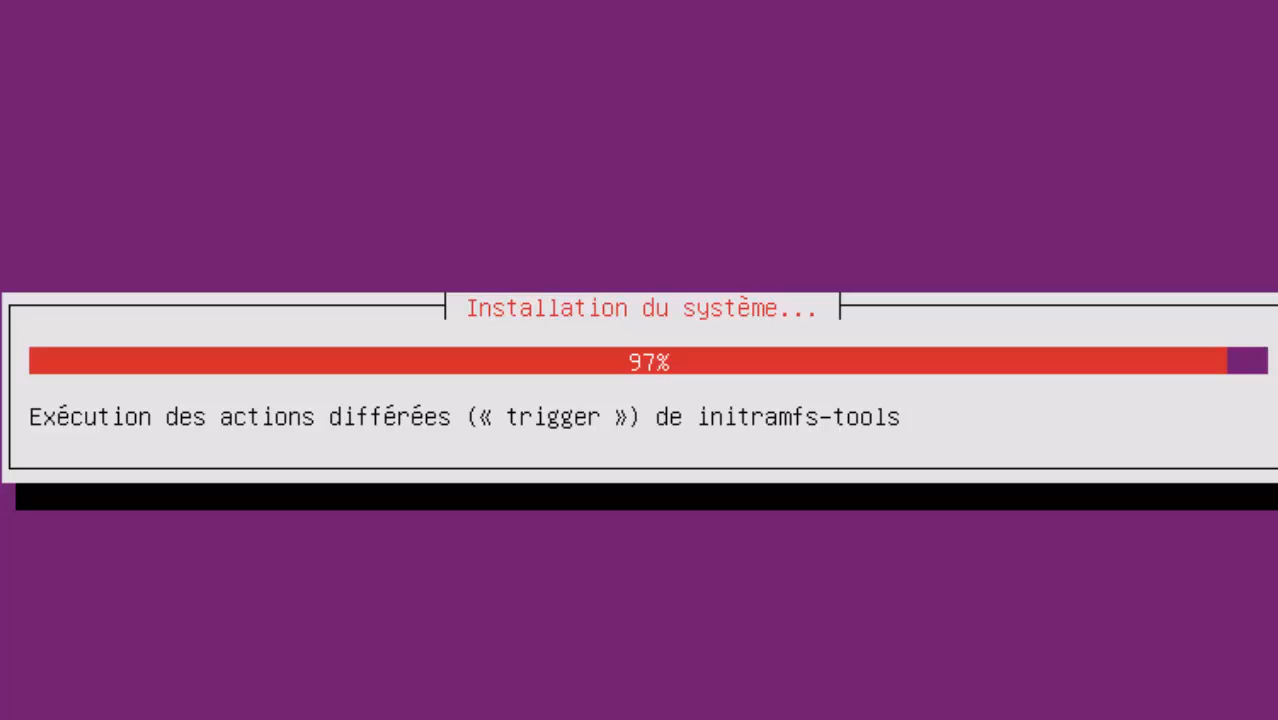 Installation du système...
97%
Exécution des actions différées (« trigger ») de initramfs-tools